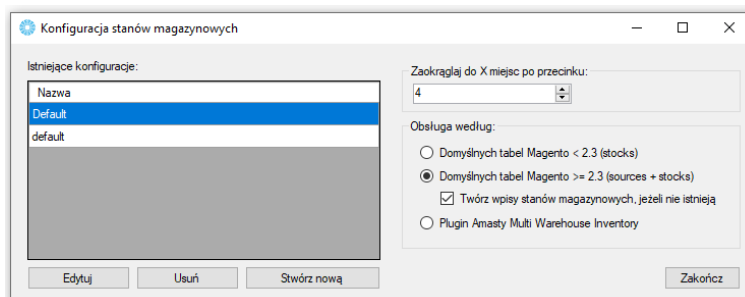 Konfiguracja stanów magazynowych
Istniejące konfiguracje:
Nazwa
Default
default
Edytuj
Usuń
Stwórz nową
Zaokrąglaj do X miejsc po przecinku:
4
Obsługa według:
Domyślnych tabel Magento < 2.3 (stocks)
Domyślnych tabel Magento >= 2.3 (sources + stocks)
Twórz wpisy stanów magazynowych, jeżeli nie istnieją
Plugin Amasty Multi Warehouse Inventory
Zakończ